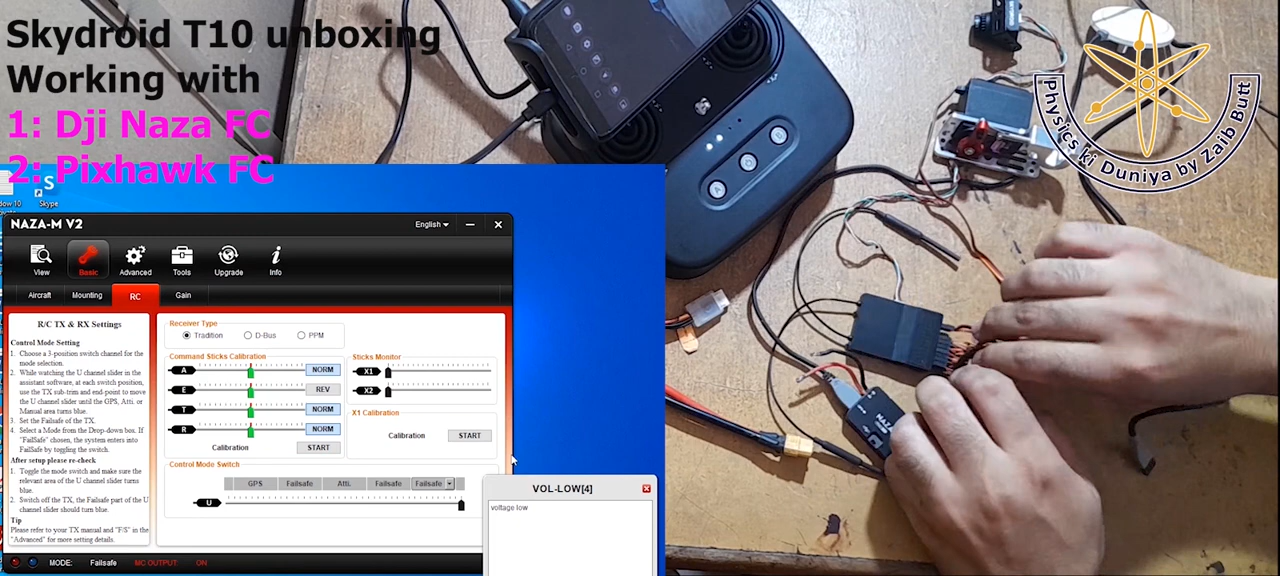 Skydroid T10 unboxing
Working with
1: Dji Naza FC
2: Pixhawk FC
Physics ki Duniya by Zaib Butt
dow 10
Skype
NAZA-M V2
English
View
Basic
Advanced
Tools
Upgrade
Info
Aircraft
Mounting
RC
Gain
R/C TX & RX Settings
Control Mode Setting
1. Choose a 3-position switch channel for the
mode selection.
2. While watching the U channel slider in the
assistant software, at each switch position,
use the TX sub-trim and end-point to move
the U channel slider until the GPS, Atti. or
Manual area turns blue.
3. Set the Failsafe of the TX.
4. Select a Mode from the Drop-down box. If
"FailSafe" chosen, the system enters into
FailSafe by toggling the switch.
After setup please re-check
1. Toggle the mode switch and make sure the
relevant area of the U channel slider turns
blue.
2. Switch off the TX, the Failsafe part of the U
channel slider should turn blue.
Tip
Please refer to your TX manual and "F/S" in the
"Advanced" for more setting details.
Receiver Type
Tradition
D-Bus
PPM
Command Sticks Calibration
A
NORM
E
REV
T
NORM
R
NORM
Calibration
START
Sticks Monitor
X1
X2
X1 Calibration
Calibration
START
Control Mode Switch
GPS
Failsafe
Atti.
Failsafe
Failsafe
U
MODE:
Failsafe
MC OUTPUT:
ON
VOL-LOW[4]
voltage low
A
NAZA